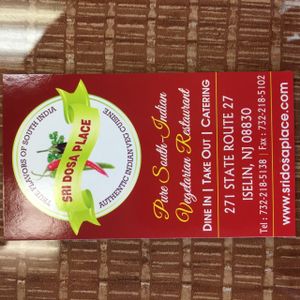 TRUE FLAVORS OF SOUTH INDIA
SRI DOSA PLACE
AUTHENTIC INDIAN VEG CUISINE
Pure South-Indian
Vegetarian Restaurant
DINE IN | TAKE OUT | CATERING
271 STATE ROUTE 27
ISELIN, NJ 08830
Tel : 732-218-5138 | Fax : 732-218-5102
www.sridosaplace.com